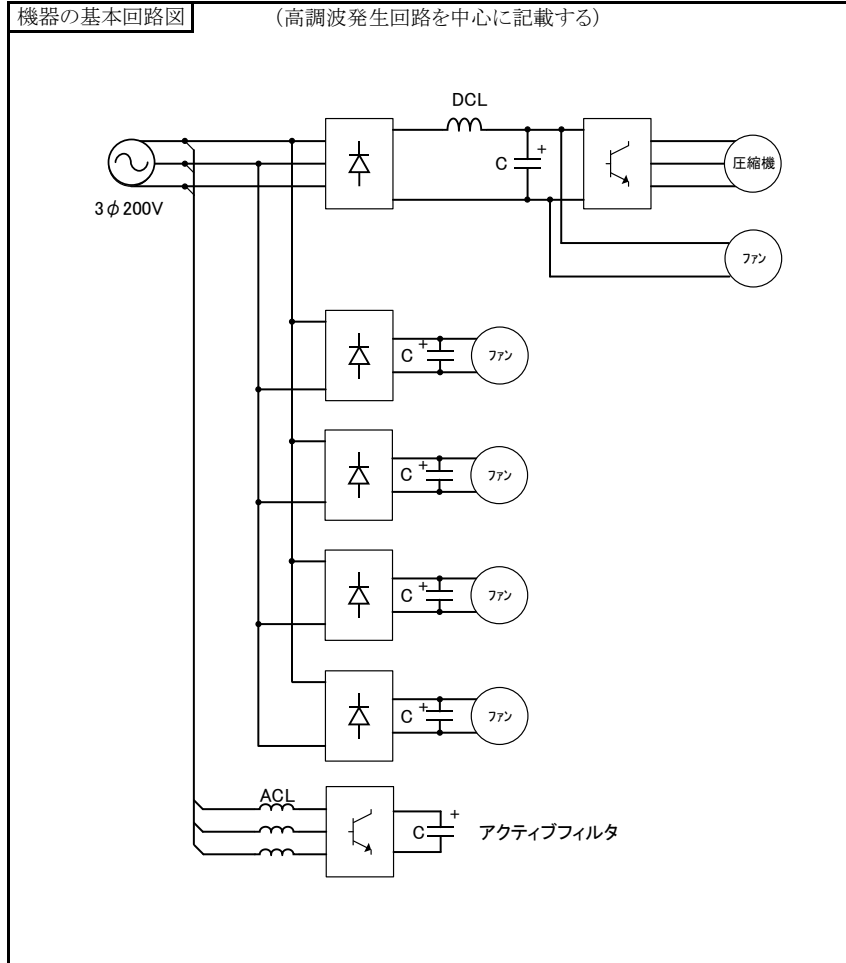 機器の基本回路図 (高調波発生回路を中心に記載する)
DCL
C +
圧縮機
3φ200V
ファン
C +
ファン
C +
ファン
C +
ファン
C +
ファン
ACL
C +
アクティブフィルタ